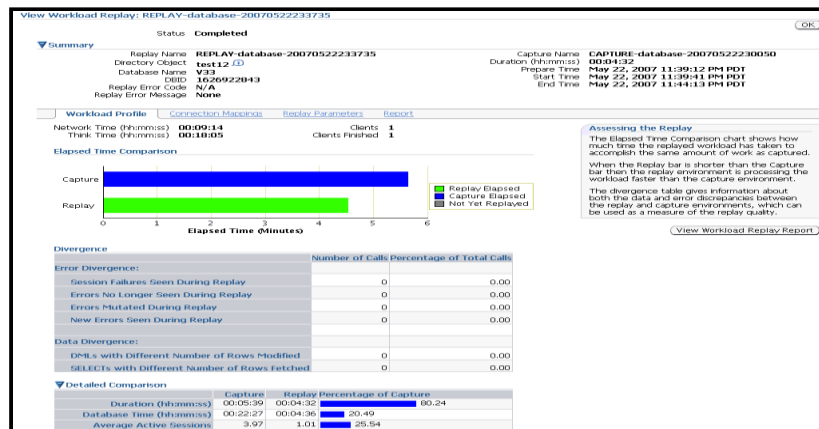 View Workload Replay: REPLAY-database-20070522233735
OK
Status Completed
Summary
Replay Name REPLAY-database-20070522233735
Directory Object test12
Database Name V33
DBID 1626922843
Replay Error Code N/A
Replay Error Message None
Capture Name CAPTURE-database-20070522230050
Duration (hh:mm:ss) 00:04:32
Prepare Time May 22, 2007 11:39:12 PM PDT
Start Time May 22, 2007 11:39:41 PM PDT
End Time May 22, 2007 11:44:13 PM PDT
Workload Profile Connection Mappings Replay Parameters Report
Network Time (hh:mm:ss) 00:09:14 Clients 1
Think Time (hh:mm:ss) 00:18:05 Clients Finished 1
Elapsed Time Comparison
Capture
Replay
0 1 2 3 4 5 6
Elapsed Time (Minutes)
Replay Elapsed
Capture Elapsed
Not Yet Replayed
Assessing the Replay
The Elapsed Time Comparison chart shows how
much time the replayed workload has taken to
accomplish the same amount of work as captured.
When the Replay bar is shorter than the Capture
bar then the replay environment is processing the
workload faster than the capture environment.
The divergence table gives information about
both the data and error discrepancies between
the replay and capture environments, which can
be used as a measure of the replay quality.
View Workload Replay Report
Divergence
Number of Calls Percentage of Total Calls
Error Divergence:
Session Failures Seen During Replay 0 0.00
Errors No Longer Seen During Replay 0 0.00
Errors Mutated During Replay 0 0.00
New Errors Seen During Replay 0 0.00
Data Divergence:
DMLs with Different Number of Rows Modified 0 0.00
SELECTs with Different Number of Rows Fetched 0 0.00
Detailed Comparison
Capture Replay Percentage of Capture
Duration (hh:mm:ss) 00:05:39 00:04:32 80.24
Database Time (hh:mm:ss) 00:22:27 00:04:36 20.49
Average Active Sessions 3.97 1.01 25.54